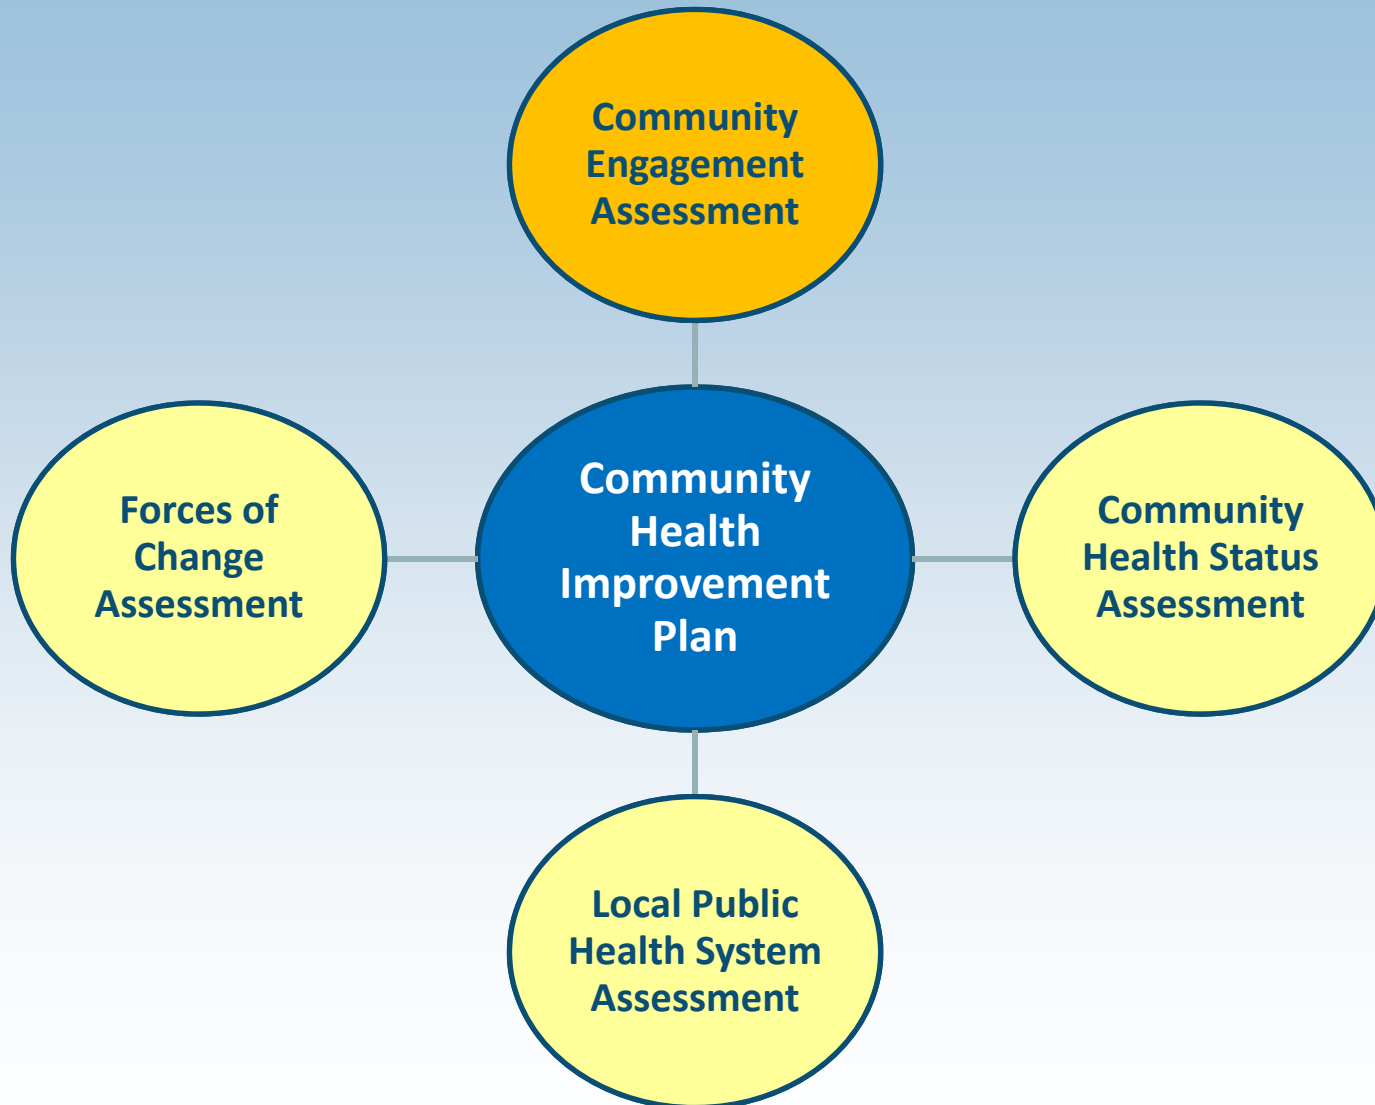 Community
Engagement
Assessment
Forces of
Change
Assessment
Community
Health
Improvement
Plan
Community
Health Status
Assessment
Local Public
Health System
Assessment